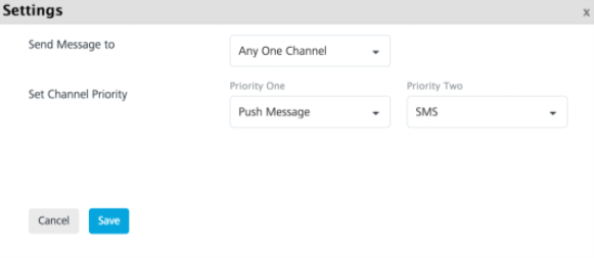 Settings x
Send Message to Any One Channel
Priority One Priority Two
Set Channel Priority Push Message SMS
Cancel Save